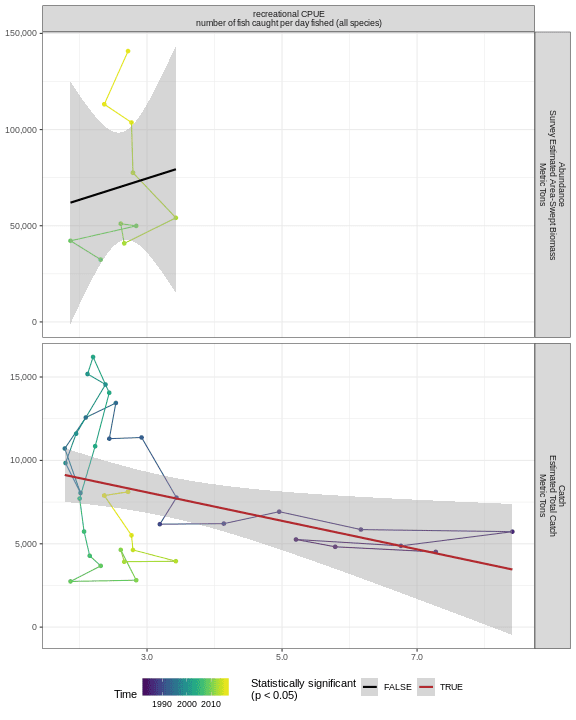 recreational CPUE
number of fish caught per day fished (all species)
150,000
100,000
50,000
0
Abundance
Survey Estimated Area-Swept Biomass
Metric Tons
15,000
10,000
5,000
0
Catch
Estimated Total Catch
Metric Tons
3.0 5.0 7.0
Time
1990 2000 2010
Statistically significant
(p < 0.05)
FALSE TRUE